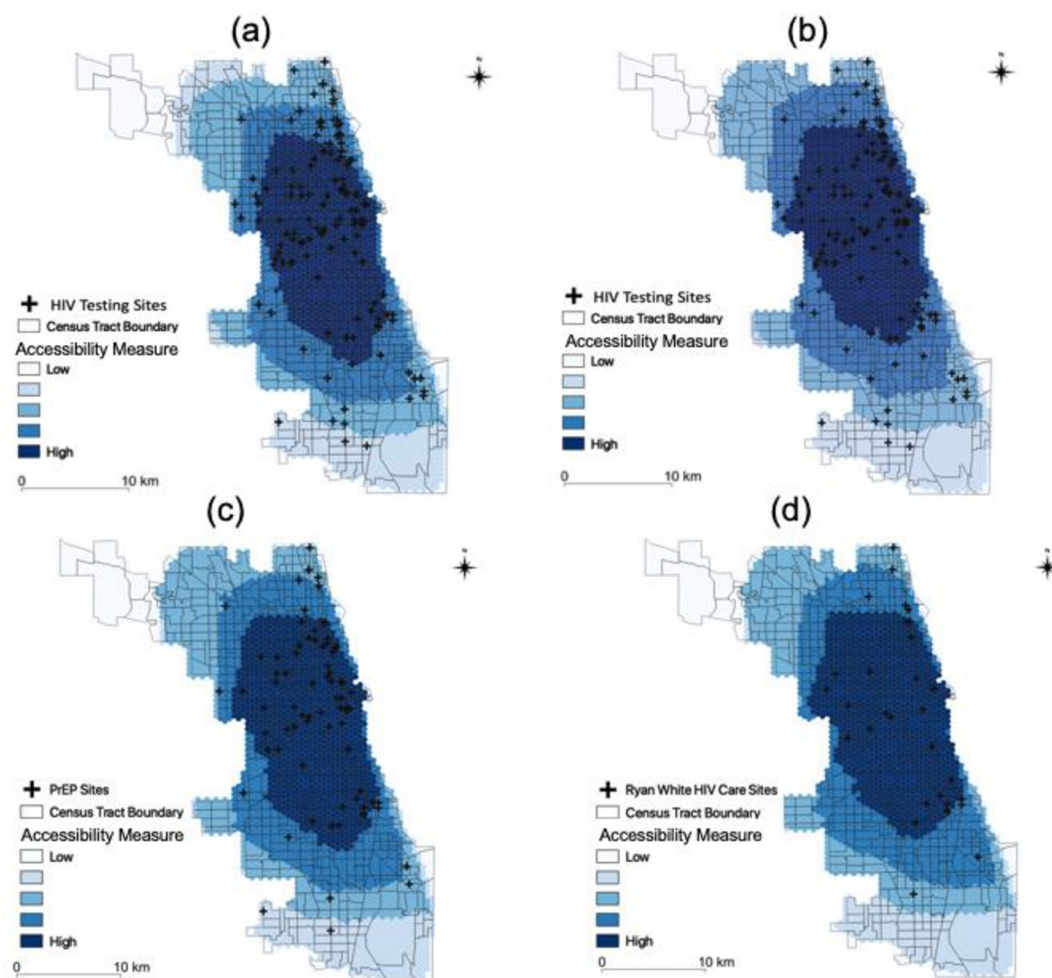 (a)
N
HIV Testing Sites
Census Tract Boundary
Accessibility Measure
Low
High
0 10 km
(b)
N
HIV Testing Sites
Census Tract Boundary
Accessibility Measure
Low
High
0 10 km
(c)
N
PrEP Sites
Census Tract Boundary
Accessibility Measure
Low
High
0 10 km
(d)
N
Ryan White HIV Care Sites
Census Tract Boundary
Accessibility Measure
Low
High
0 10 km